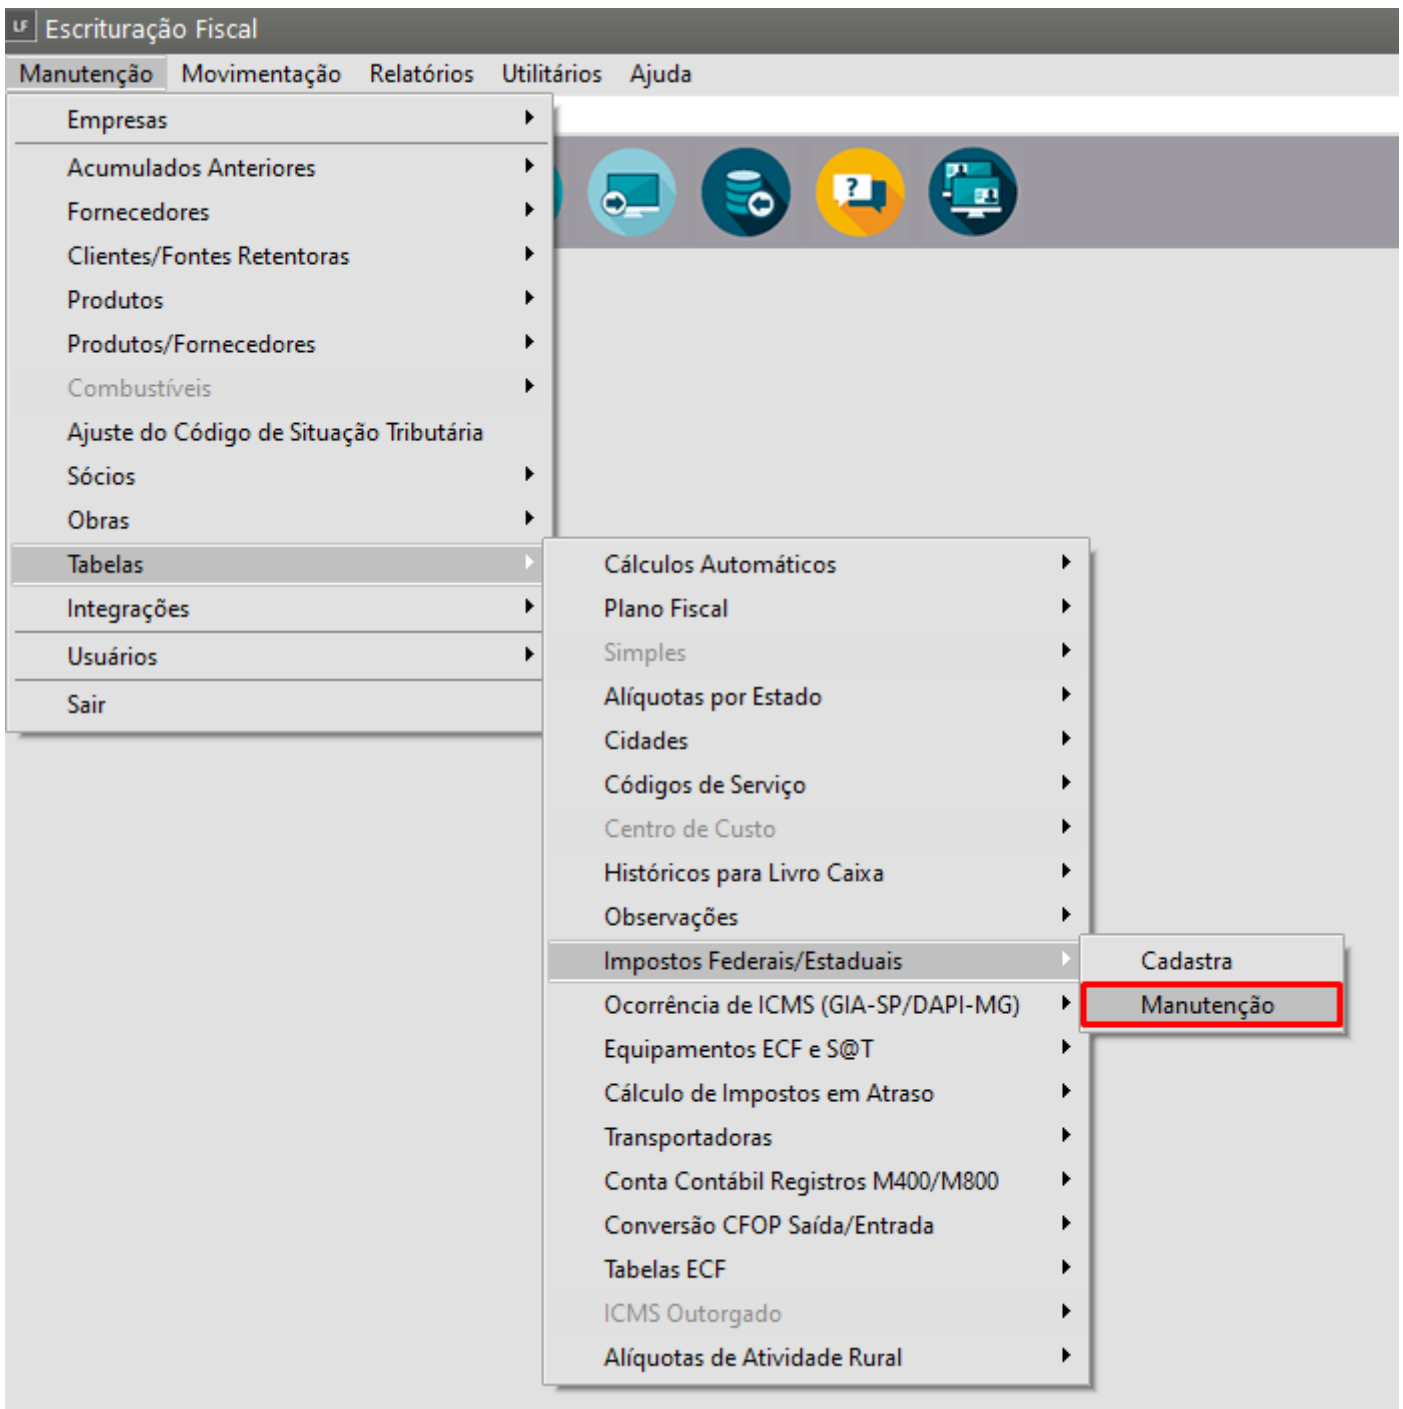 LF Escrituração Fiscal
Manutenção Movimentação Relatórios Utilitários Ajuda
Empresas
Acumulados Anteriores
Fornecedores
Clientes/Fontes Retentoras
Produtos
Produtos/Fornecedores
Combustíveis
Ajuste do Código de Situação Tributária
Sócios
Obras
Tabelas
Integrações
Usuários
Sair
Cálculos Automáticos
Plano Fiscal
Simples
Alíquotas por Estado
Cidades
Códigos de Serviço
Centro de Custo
Históricos para Livro Caixa
Observações
Impostos Federais/Estaduais
Ocorrência de ICMS (GIA-SP/DAPI-MG)
Equipamentos ECF e S@T
Cálculo de Impostos em Atraso
Transportadoras
Conta Contábil Registros M400/M800
Conversão CFOP Saída/Entrada
Tabelas ECF
ICMS Outorgado
Alíquotas de Atividade Rural
Cadastra
Manutenção